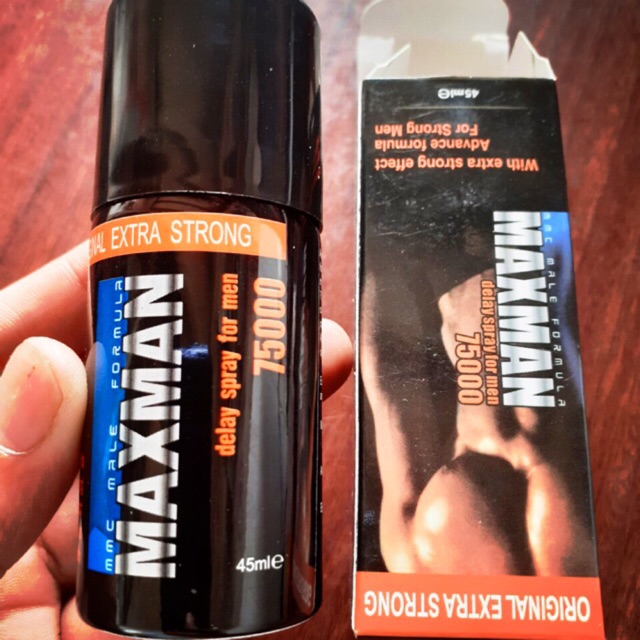 NAL EXTRA STRONG
MMC MALE FORMULA
MAXMAN
delay spray for men
75000
45ml℮
45ml℮
With extra strong effect
Advance formula
For Strong Men
MMC MALE FORMULA
MAXMAN
delay spray for men
75000
ORIGINAL EXTRA STRONG